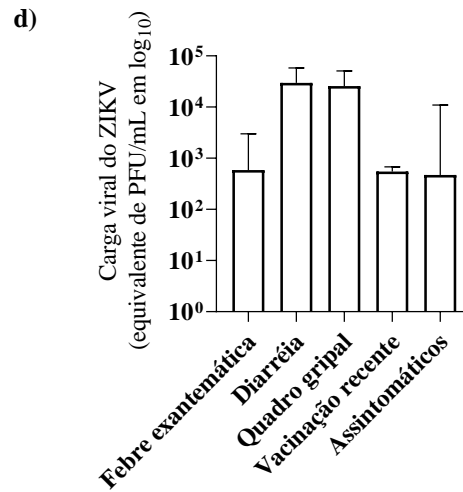 d)
Carga viral do ZIKV
(equivalente de PFU/mL em log₁₀)
10⁵
10⁴
10³
10²
10¹
10⁰
Febre exantemática
Diarréia
Quadro gripal
Vacinação recente
Assintomáticos